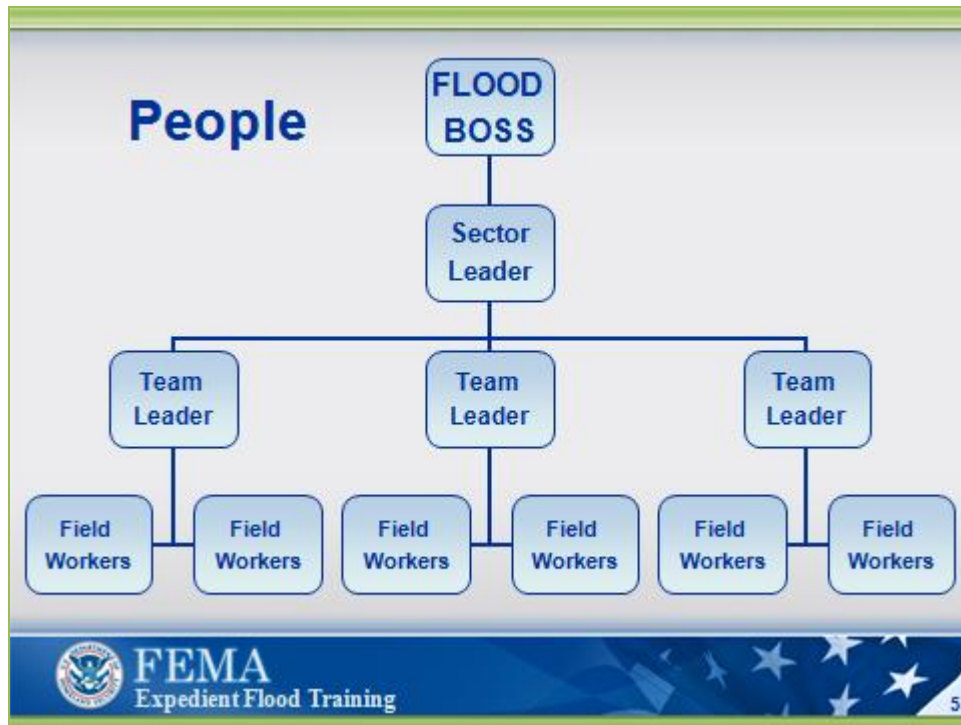 People
FLOOD
BOSS
Sector
Leader
Team
Leader
Team
Leader
Team
Leader
Field
Workers
Field
Workers
Field
Workers
Field
Workers
Field
Workers
Field
Workers
FEMA
Expedient Flood Training
5